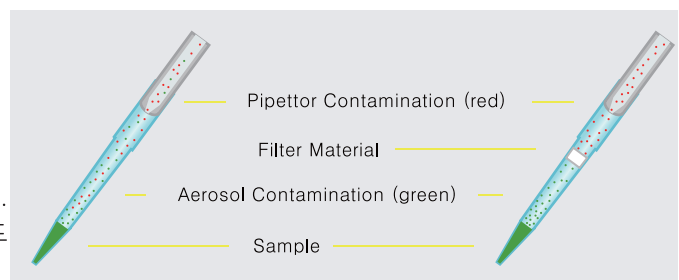 Pipettor Contamination (red)
Filter Material
Aerosol Contamination (green)
Sample